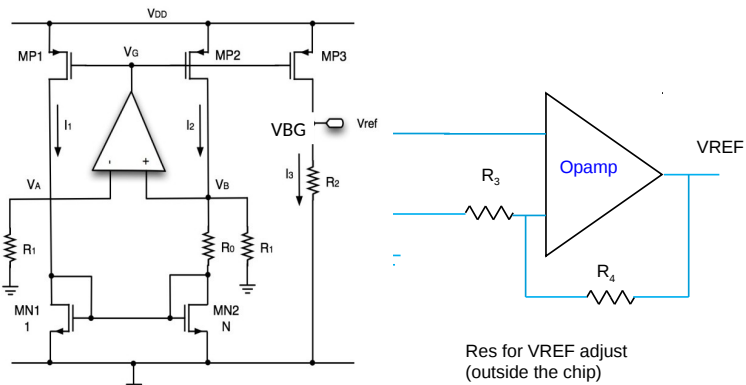 VDD
MP1
VG
MP2
MP3
I1
I2
VBG
Vref
-
+
I3
R2
VA
VB
R1
R0
R1
MN1
1
MN2
N
R3
Opamp
VREF
R4
Res for VREF adjust
(outside the chip)